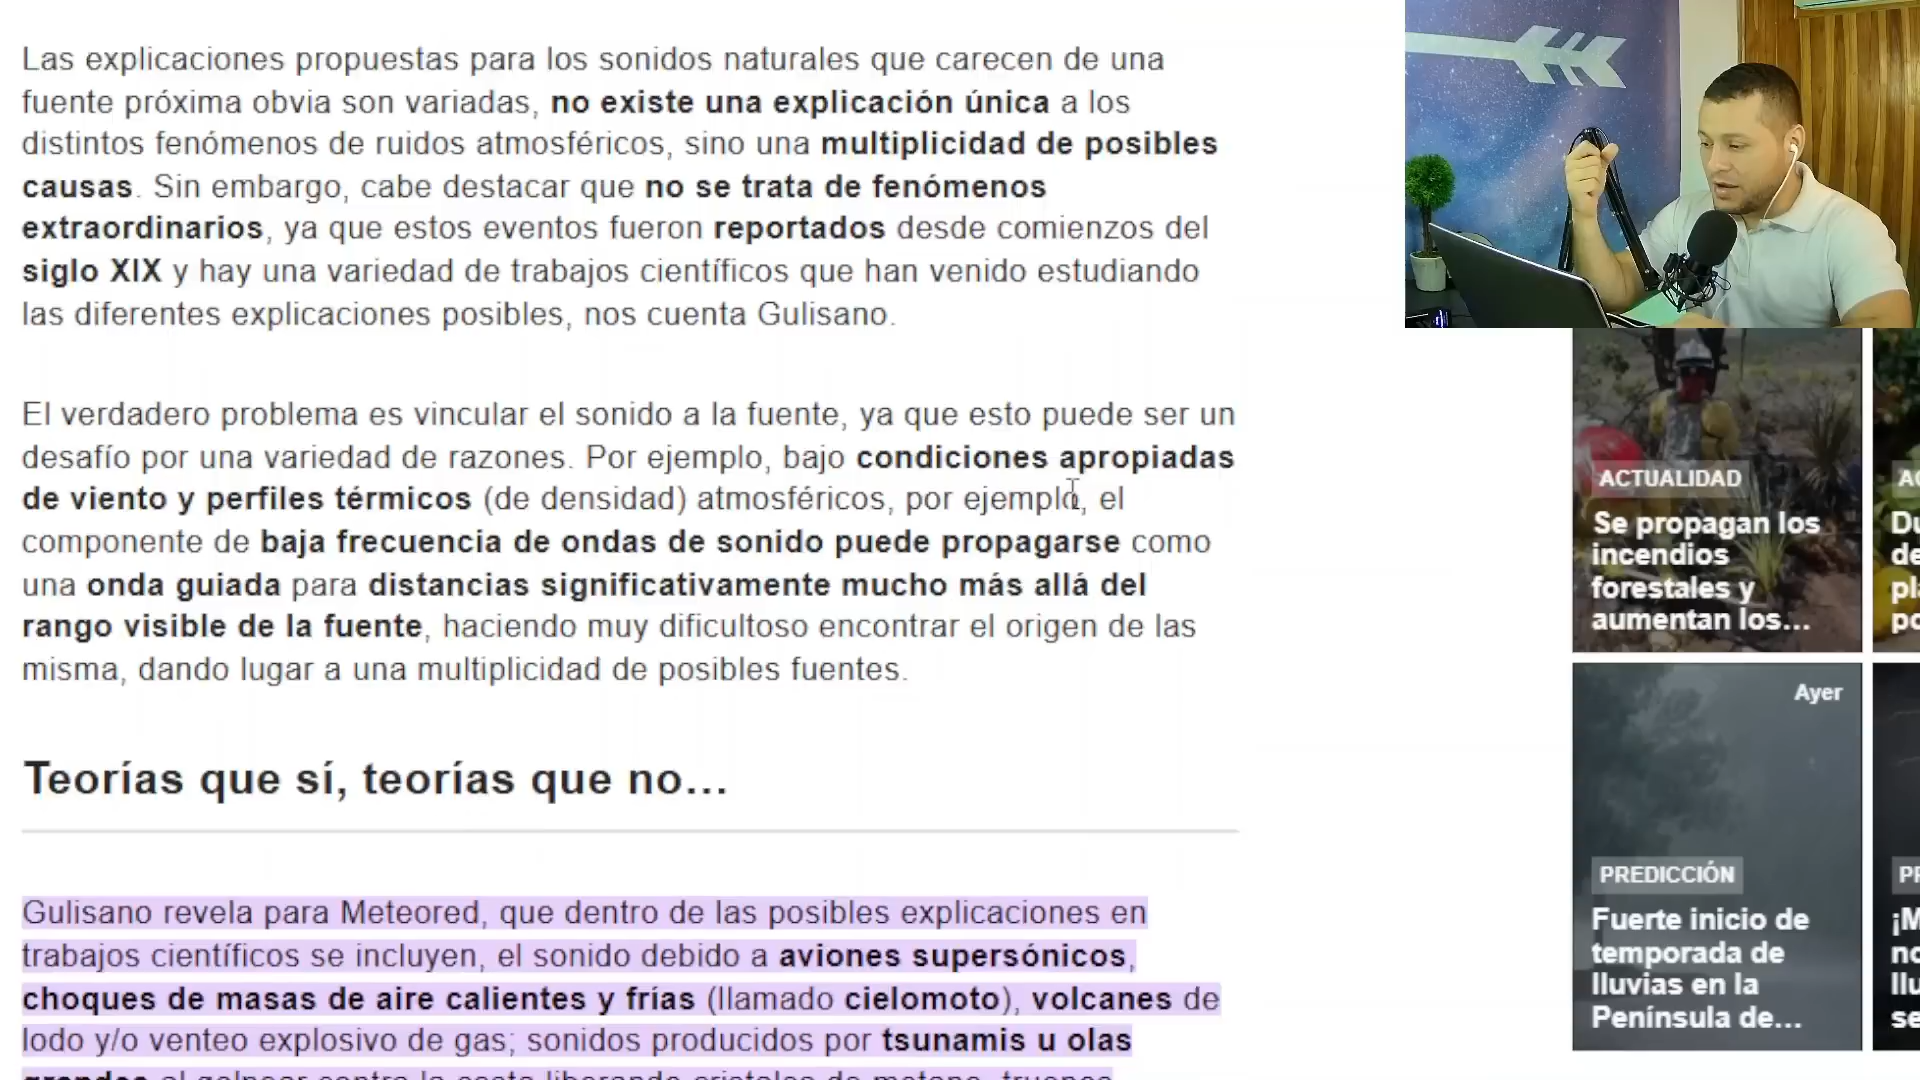 Las explicaciones propuestas para los sonidos naturales que carecen de una
fuente próxima obvia son variadas, no existe una explicación única a los
distintos fenómenos de ruidos atmosféricos, sino una multiplicidad de posibles
causas. Sin embargo, cabe destacar que no se trata de fenómenos
extraordinarios, ya que estos eventos fueron reportados desde comienzos del
siglo XIX y hay una variedad de trabajos científicos que han venido estudiando
las diferentes explicaciones posibles, nos cuenta Gulisano.
El verdadero problema es vincular el sonido a la fuente, ya que esto puede ser un
desafío por una variedad de razones. Por ejemplo, bajo condiciones apropiadas
de viento y perfiles térmicos (de densidad) atmosféricos, por ejemplo, el
componente de baja frecuencia de ondas de sonido puede propagarse como
una onda guiada para distancias significativamente mucho más allá del
rango visible de la fuente, haciendo muy dificultoso encontrar el origen de las
misma, dando lugar a una multiplicidad de posibles fuentes.
Teorías que sí, teorías que no...
Gulisano revela para Meteored, que dentro de las posibles explicaciones en
trabajos científicos se incluyen, el sonido debido a aviones supersónicos,
choques de masas de aire calientes y frías (llamado cielomoto), volcanes de
lodo y/o venteo explosivo de gas; sonidos producidos por tsunamis u olas
grandes al golpear contra la costa liberando cristales de metano, truenos
ACTUALIDAD
Se propagan los
incendios
forestales y
aumentan los...
Ayer
PREDICCIÓN
Fuerte inicio de
temporada de
lluvias en la
Península de...